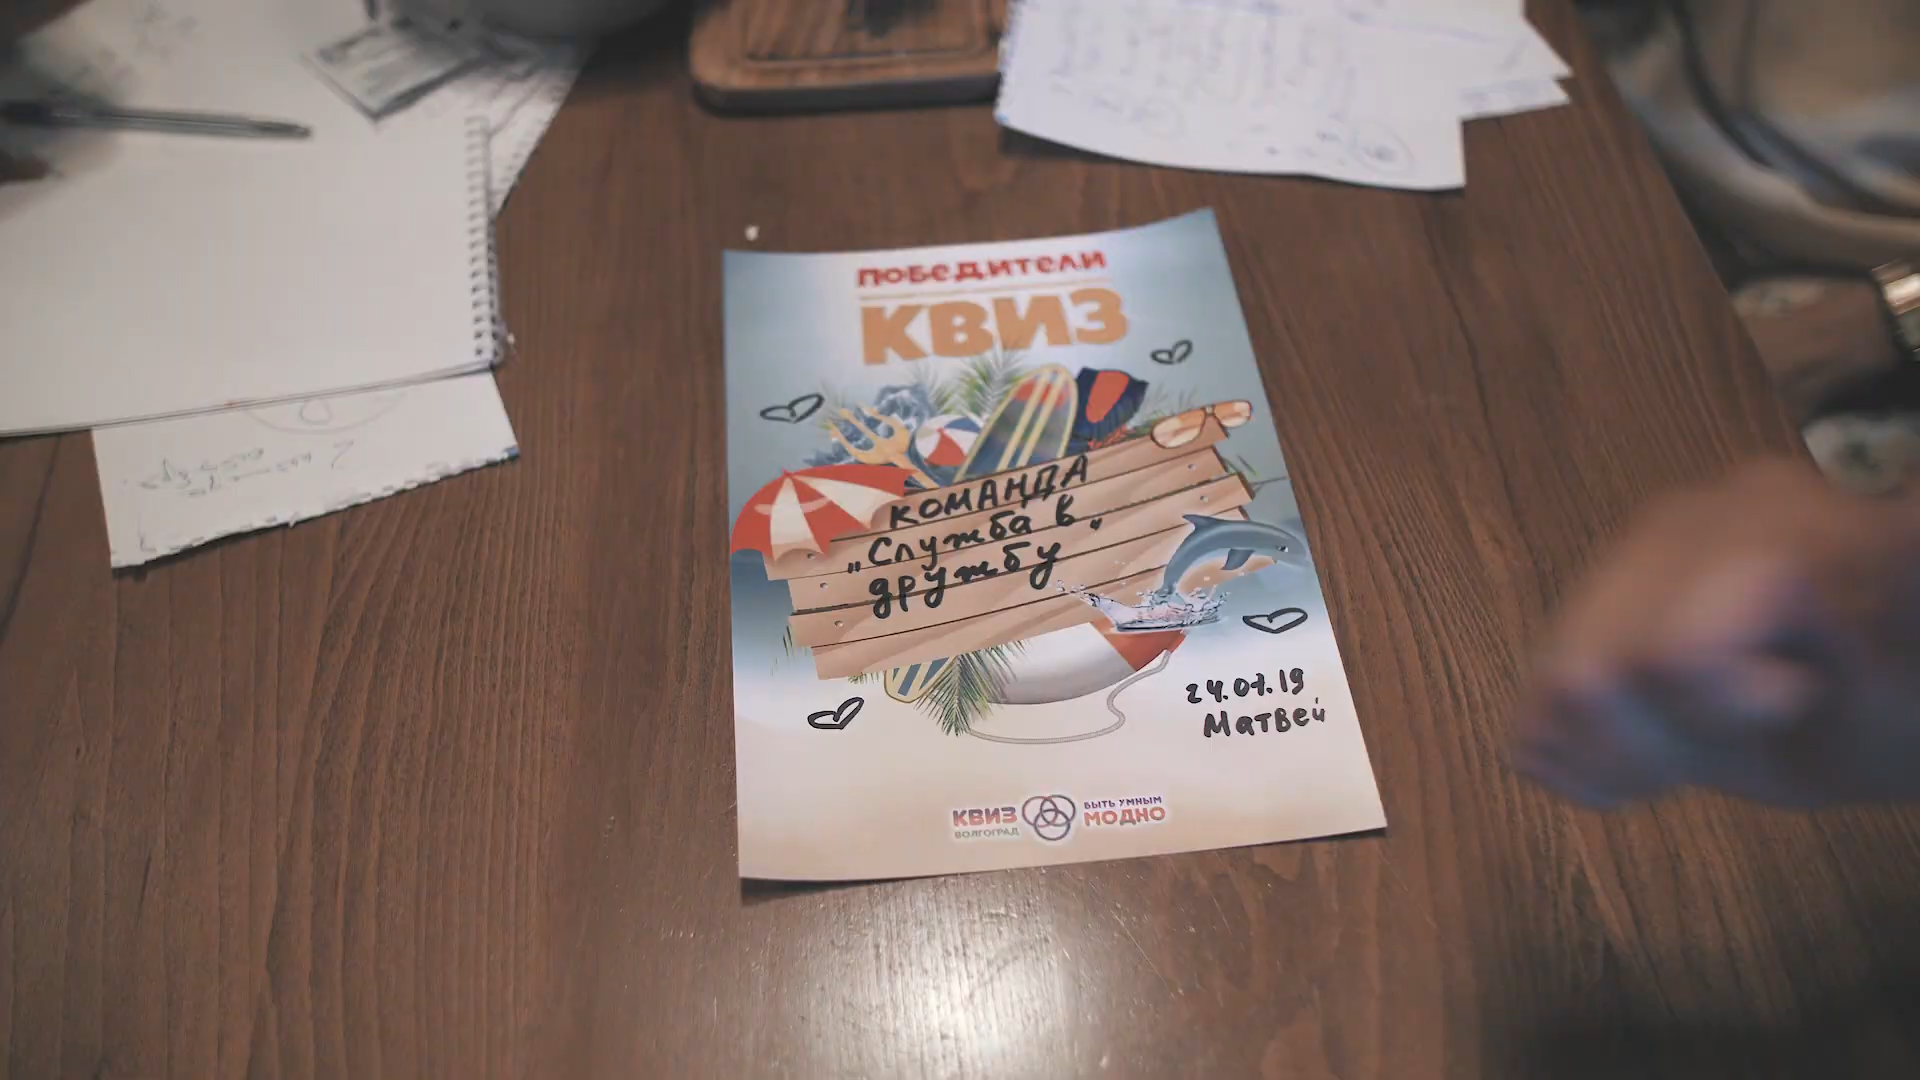 ПОБЕДИТЕЛИ
КВИЗ
КОМАНДА
„Служба в
дружбу“
24.07.19
Матвей
КВИЗ
ВОЛГОГРАД
БЫТЬ УМНЫМ
МОДНО